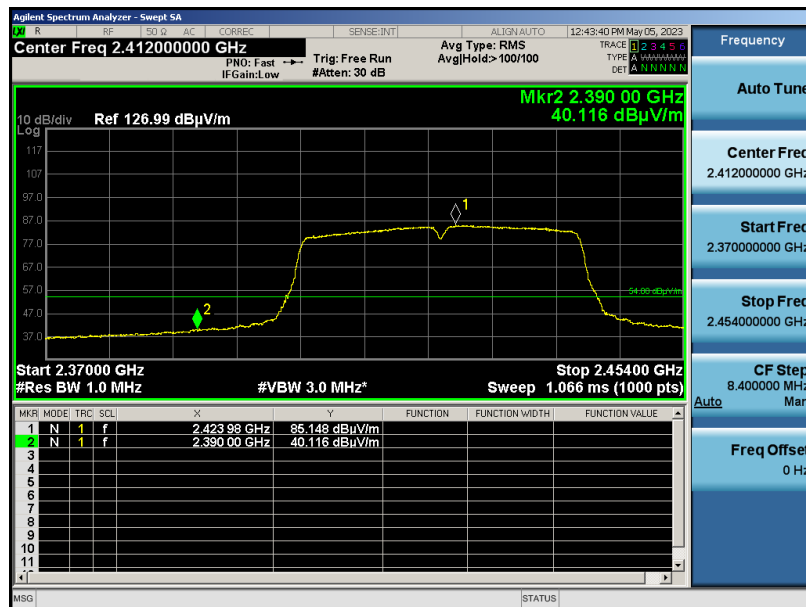 Agilent Spectrum Analyzer - Swept SA
LXI R RF 50 Ω AC CORREC SENSE:INT ALIGN AUTO 12:43:40 PM May 05, 2023
Center Freq 2.412000000 GHz
PNO: Fast
IFGain:Low
Trig: Free Run
#Atten: 30 dB
Avg Type: RMS
Avg|Hold:>100/100
TRACE 1 2 3 4 5 6
TYPE A WWWWW
DET A N N N N N
Mkr2 2.390 00 GHz
40.116 dBµV/m
10 dB/div Ref 126.99 dBµV/m
Log
117
107
97.0
87.0
77.0
67.0
57.0
47.0
37.0
1
2
54.00 dBµV/m
Start 2.37000 GHz Stop 2.45400 GHz
#Res BW 1.0 MHz #VBW 3.0 MHz* Sweep 1.066 ms (1000 pts)
MKR MODE TRC SCL X Y FUNCTION FUNCTION WIDTH FUNCTION VALUE
1 N 1 f 2.423 98 GHz 85.148 dBµV/m
2 N 1 f 2.390 00 GHz 40.116 dBµV/m
3
4
5
6
7
8
9
10
11
MSG STATUS
Frequency
Auto Tune
Center Freq
2.412000000 GHz
Start Freq
2.370000000 GHz
Stop Freq
2.454000000 GHz
CF Step
8.400000 MHz
Auto Man
Freq Offset
0 Hz